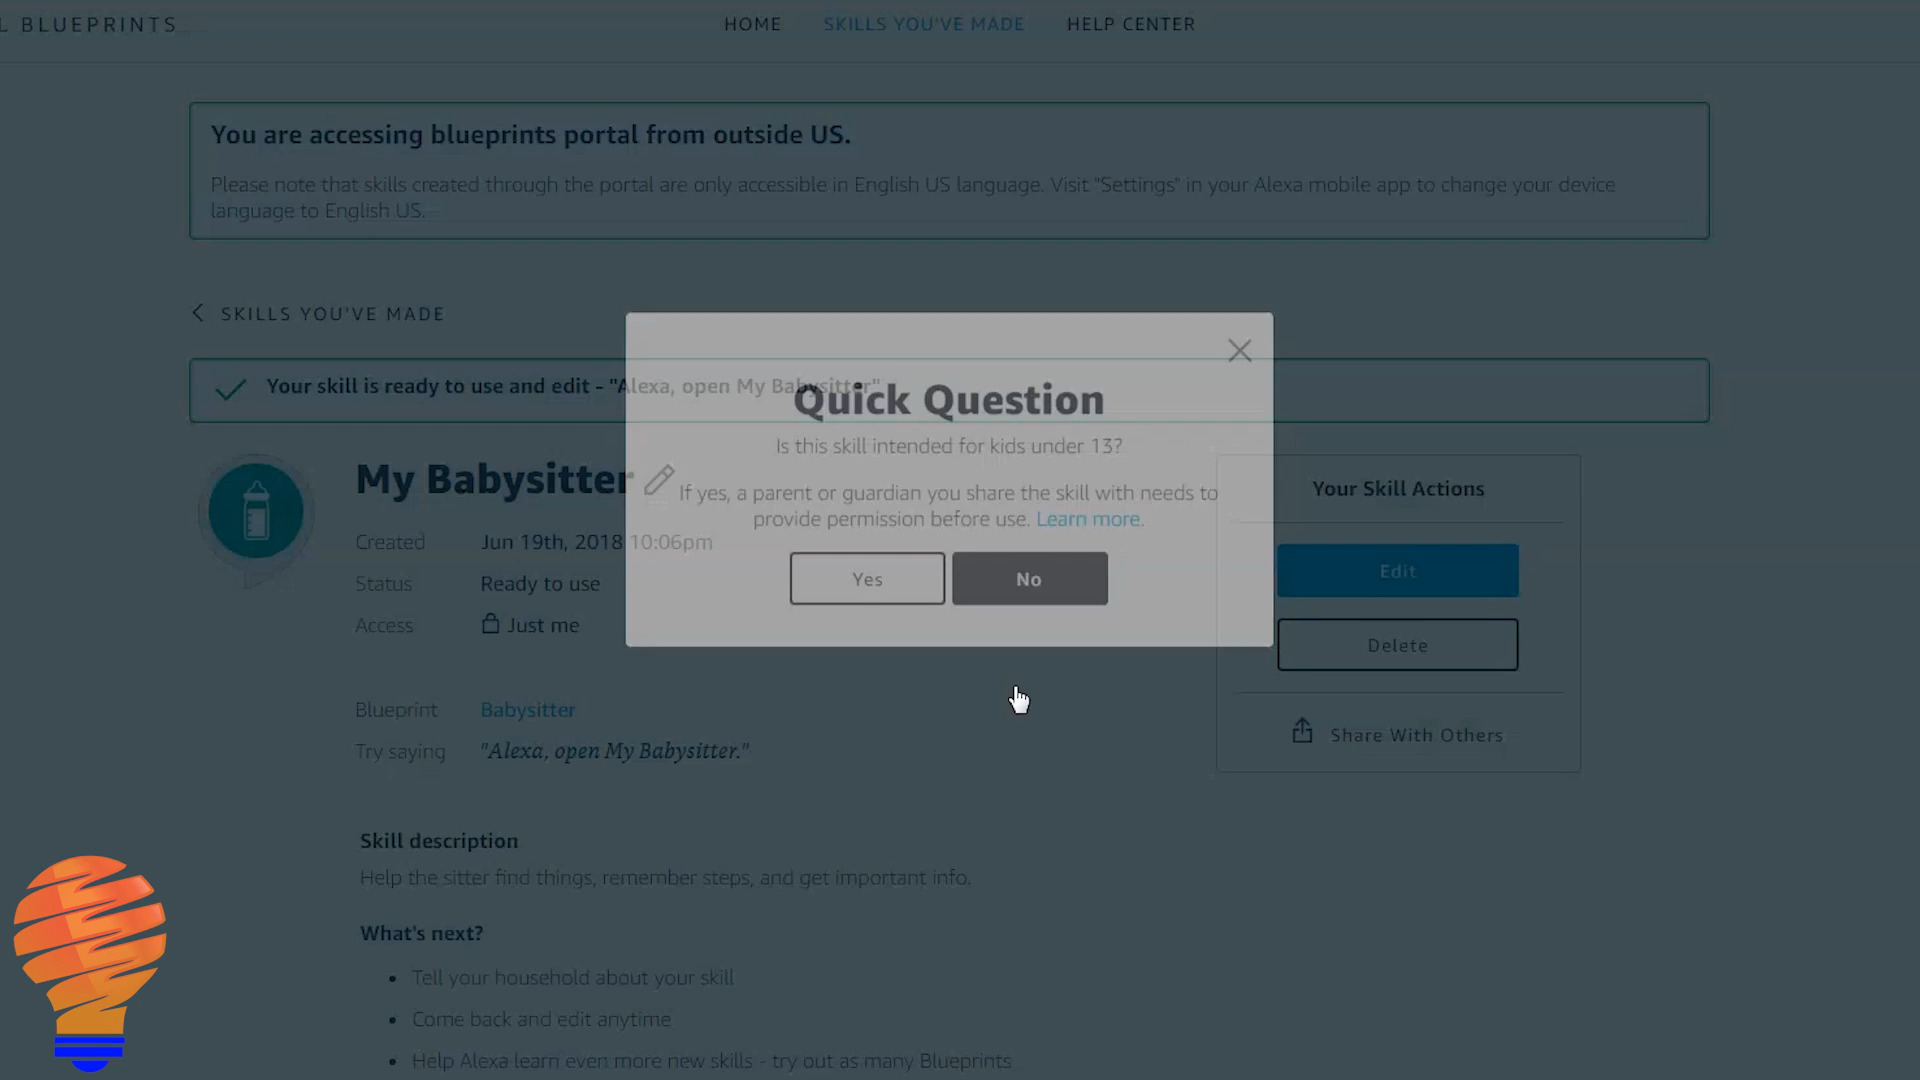 L BLUEPRINTS
HOME
SKILLS YOU'VE MADE
HELP CENTER
You are accessing blueprints portal from outside US.
Please note that skills created through the portal are only accessible in English US language. Visit "Settings" in your Alexa mobile app to change your device
language to English US.
SKILLS YOU'VE MADE
Your skill is ready to use and edit - "Alexa, open My Babysitter"
Quick Question
Is this skill intended for kids under 13?
If yes, a parent or guardian you share the skill with needs to
provide permission before use. Learn more.
Yes
No
My Babysitter
Created Jun 19th, 2018 10:06pm
Status Ready to use
Access Just me
Blueprint Babysitter
Try saying "Alexa, open My Babysitter."
Your Skill Actions
Edit
Delete
Share With Others
Skill description
Help the sitter find things, remember steps, and get important info.
What's next?
• Tell your household about your skill
• Come back and edit anytime
• Help Alexa learn even more new skills - try out as many Blueprints